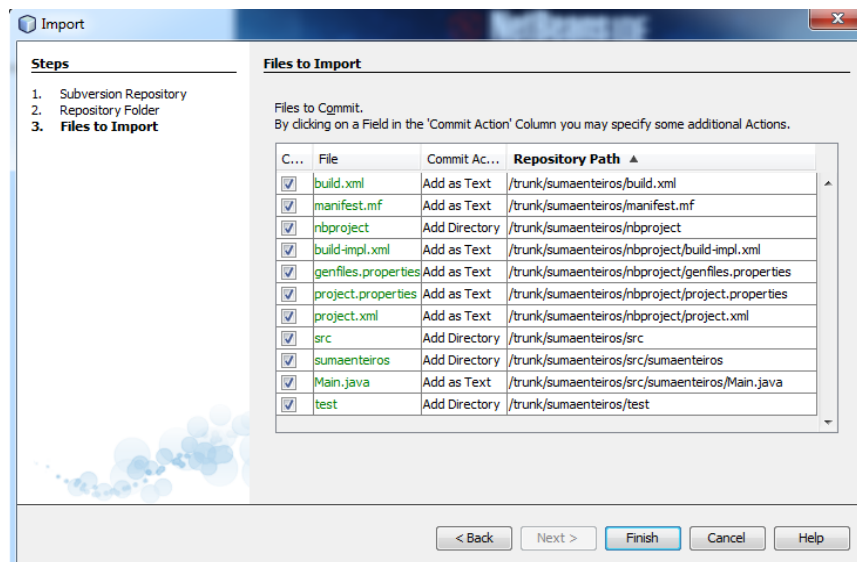 Import
NetBeans IDE
Steps
1. Subversion Repository
2. Repository Folder
3. Files to Import
Files to Import
Files to Commit.
By clicking on a Field in the 'Commit Action' Column you may specify some additional Actions.
C... File Commit Ac... Repository Path ▲
build.xml Add as Text /trunk/sumaenteiros/build.xml
manifest.mf Add as Text /trunk/sumaenteiros/manifest.mf
nbproject Add Directory /trunk/sumaenteiros/nbproject
build-impl.xml Add as Text /trunk/sumaenteiros/nbproject/build-impl.xml
genfiles.properties Add as Text /trunk/sumaenteiros/nbproject/genfiles.properties
project.properties Add as Text /trunk/sumaenteiros/nbproject/project.properties
project.xml Add as Text /trunk/sumaenteiros/nbproject/project.xml
src Add Directory /trunk/sumaenteiros/src
sumaenteiros Add Directory /trunk/sumaenteiros/src/sumaenteiros
Main.java Add as Text /trunk/sumaenteiros/src/sumaenteiros/Main.java
test Add Directory /trunk/sumaenteiros/test
< Back Next > Finish Cancel Help